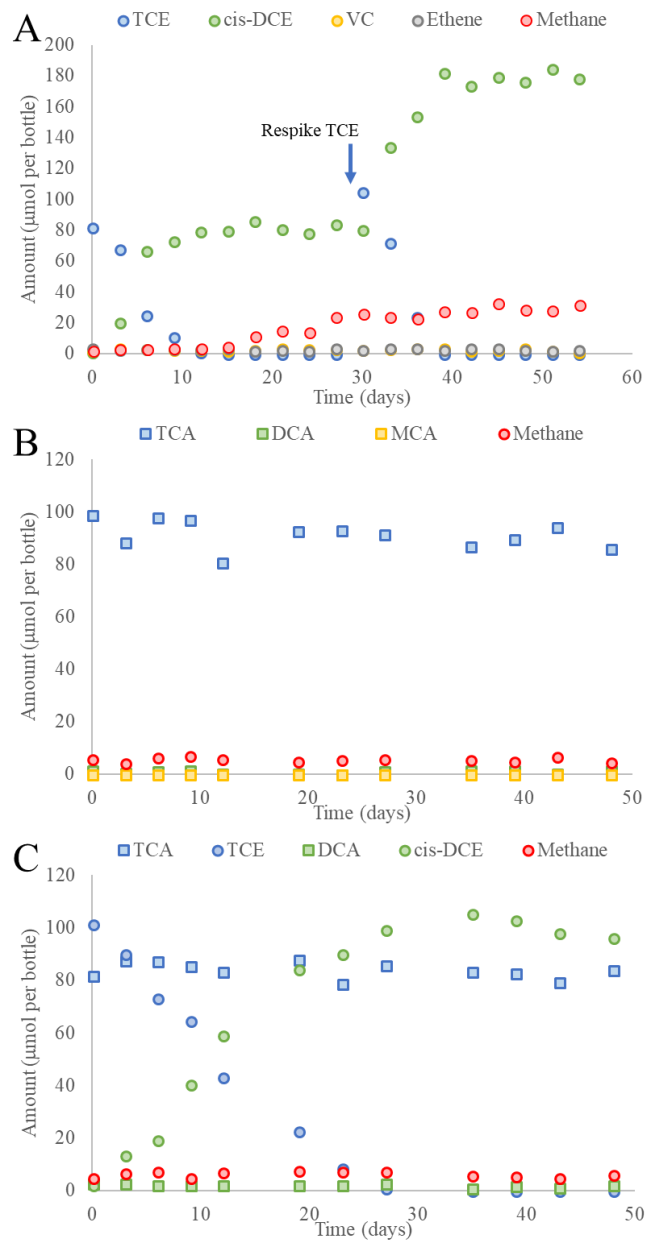 A
TCE cis-DCE VC Ethene Methane
Amount (µmol per bottle)
200
180
160
140
120
100
80
60
40
20
0
Respike TCE
0 10 20 30 40 50 60
Time (days)
B
TCA DCA MCA Methane
Amount (µmol per bottle)
120
100
80
60
40
20
0
0 10 20 30 40 50
Time (days)
C
TCA TCE DCA cis-DCE Methane
Amount (µmol per bottle)
120
100
80
60
40
20
0
0 10 20 30 40 50
Time (days)